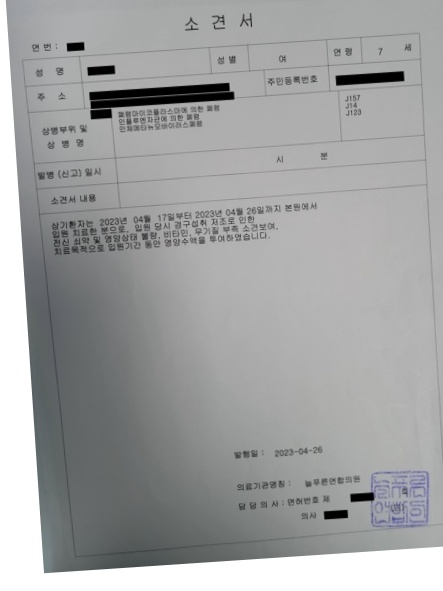 소 견 서
연 번 :
성 명 성 별 여 연 령 7 세
주 소 주민등록번호
상병부위 및 상 병 명
폐렴마이코플라스마에 의한 폐렴 J157
인플루엔자균에 의한 폐렴 J14
인체메타뉴모바이러스폐렴 J123
발병 (신고) 일시 시 분
소견서 내용
상기환자는 2023년 04월 17일부터 2023년 04월 26일까지 본원에서
입원 치료한 분으로, 입원 당시 경구섭취 저조로 인한
전신 쇠약 및 영양상태 불량, 비타민, 무기질 부족 소견보여,
치료목적으로 입원기간 동안 영양수액을 투여하였습니다.
발행일 : 2023-04-26
의료기관명칭 : 늘푸른연합의원
담 당 의 사 : 면허번호 제 호
의사 (인)